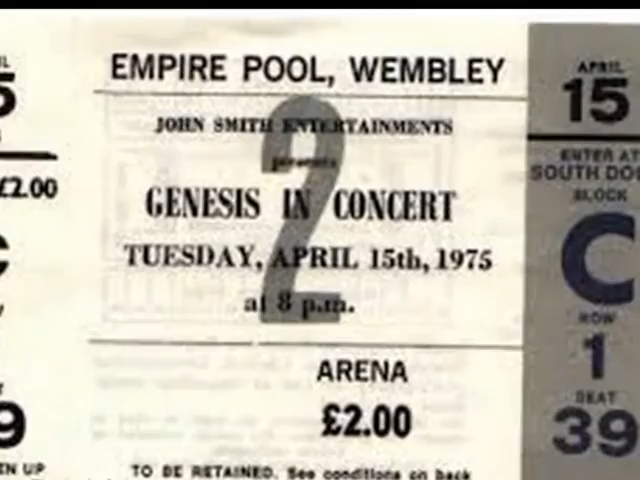 EMPIRE POOL, WEMBLEY
JOHN SMITH ENTERTAINMENTS
presents
GENESIS IN CONCERT
TUESDAY, APRIL 15th, 1975
at 8 p.m.
2
ARENA
£2.00
TO BE RETAINED. See conditions on back
APRIL
15
ENTER AT
SOUTH DO
BLOCK
C
ROW
1
SEAT
39
5
£2.00
C
9
EN UP